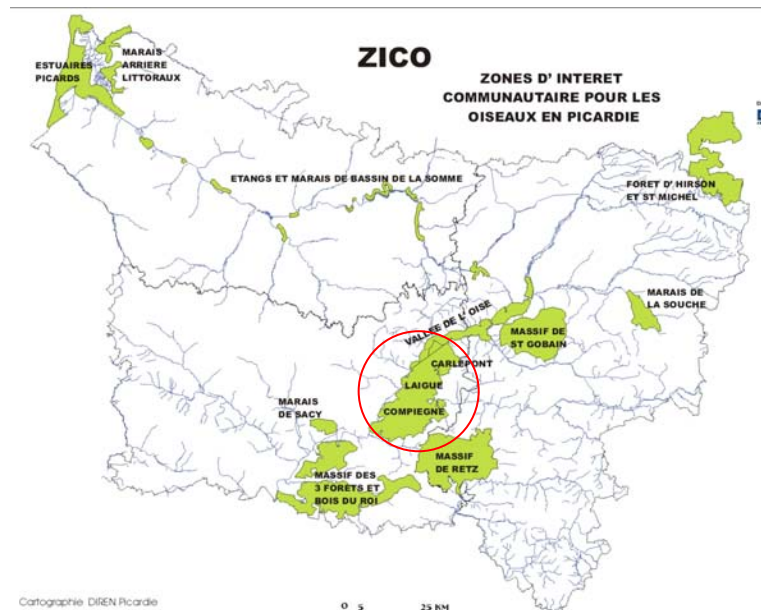 ZICO
ZONES D' INTERET
COMMUNAUTAIRE POUR LES
OISEAUX EN PICARDIE
ESTUAIRES
PICARDS
MARAIS
ARRIERE
LITTORAUX
ETANGS ET MARAIS DE BASSIN DE LA SOMME
FORET D' HIRSON
ET ST MICHEL
MARAIS DE
LA SOUCHE
VALLEE DE L' OISE
MASSIF DE
ST GOBAIN
CARLEPONT
LAIGUE
COMPIEGNE
MARAIS
DE SACY
MASSIF
DE RETZ
MASSIF DES
3 FORETS ET
BOIS DU ROI
Cartographie DIREN Picardie
O 5 25 KM